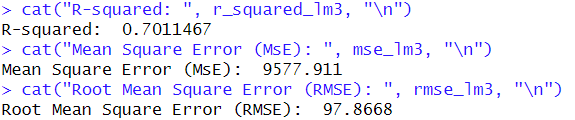 > cat("R-squared: ", r_squared_lm3, "\n")
R-squared:  0.7011467
> cat("Mean Square Error (MsE): ", mse_lm3, "\n")
Mean Square Error (MsE):  9577.911
> cat("Root Mean Square Error (RMSE): ", rmse_lm3, "\n")
Root Mean Square Error (RMSE):  97.8668